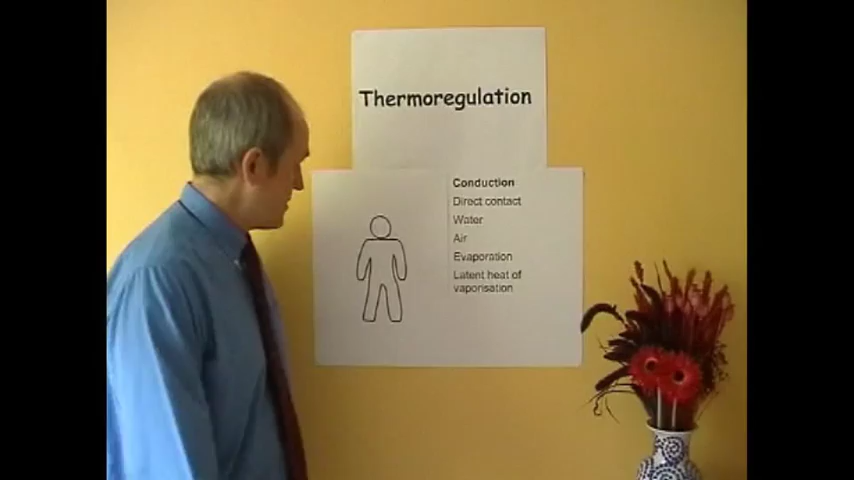 Thermoregulation
Conduction
Direct contact
Water
Air
Evaporation
Latent heat of
vaporisation